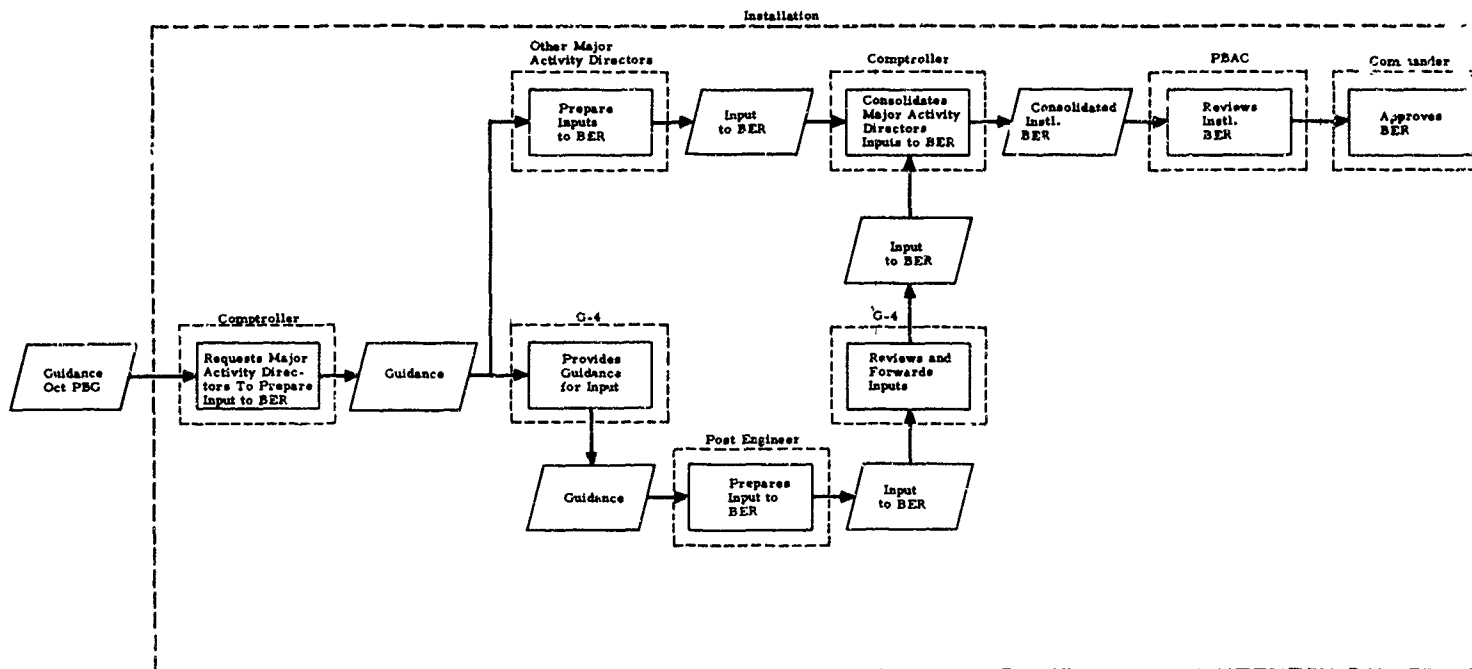 Installation
Other Major
Activity Directors
Prepare
Inputs
to BER
Input
to BER
Comptroller
Consolidates
Major Activity
Directors
Inputs to BER
Consolidated
Instl.
BER
PBAC
Reviews
Instl.
BER
Approves
BER
Input
to BER
Comptroller
G-4
G-4
Guidance
Oct PBG
Requests Major
Activity Direc-
tors To Prepare
Input to BER
Guidance
Provides
Guidance
for Input
Reviews and
Forwards
Inputs
Post Engineer
Guidance
Prepares
Input to
BER
Input
to BER